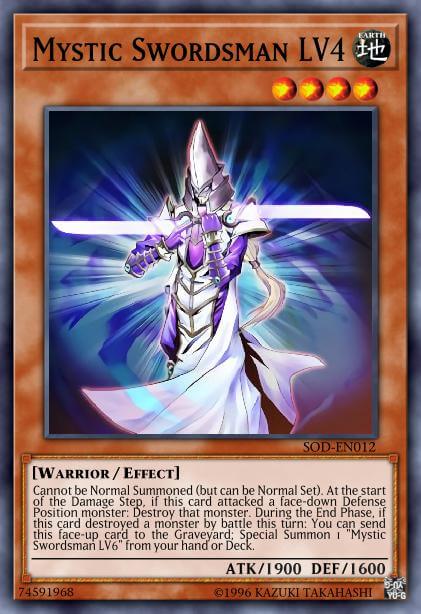 Mystic Swordsman LV4
EARTH
地
SOD-EN012
[Warrior / Effect]
Cannot be Normal Summoned (but can be Normal Set). At the start
of the Damage Step, if this card attacked a face-down Defense
Position monster: Destroy that monster. During the End Phase, if
this card destroyed a monster by battle this turn: You can send
this face-up card to the Graveyard; Special Summon 1 "Mystic
Swordsman LV6" from your hand or Deck.
ATK/1900 DEF/1600
74591968
©1996 KAZUKI TAKAHASHI